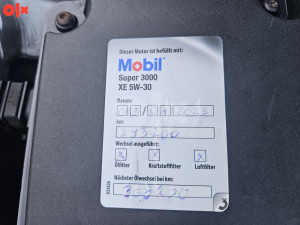 olx
Dieser Motor ist befüllt mit:
Mobil
Super 3000
XE 5W-30
Datum:
km:
Wechsel ausgeführt:
Ölfilter Kraftstofffilter Luftfilter
Nächster Ölwechsel bei km: